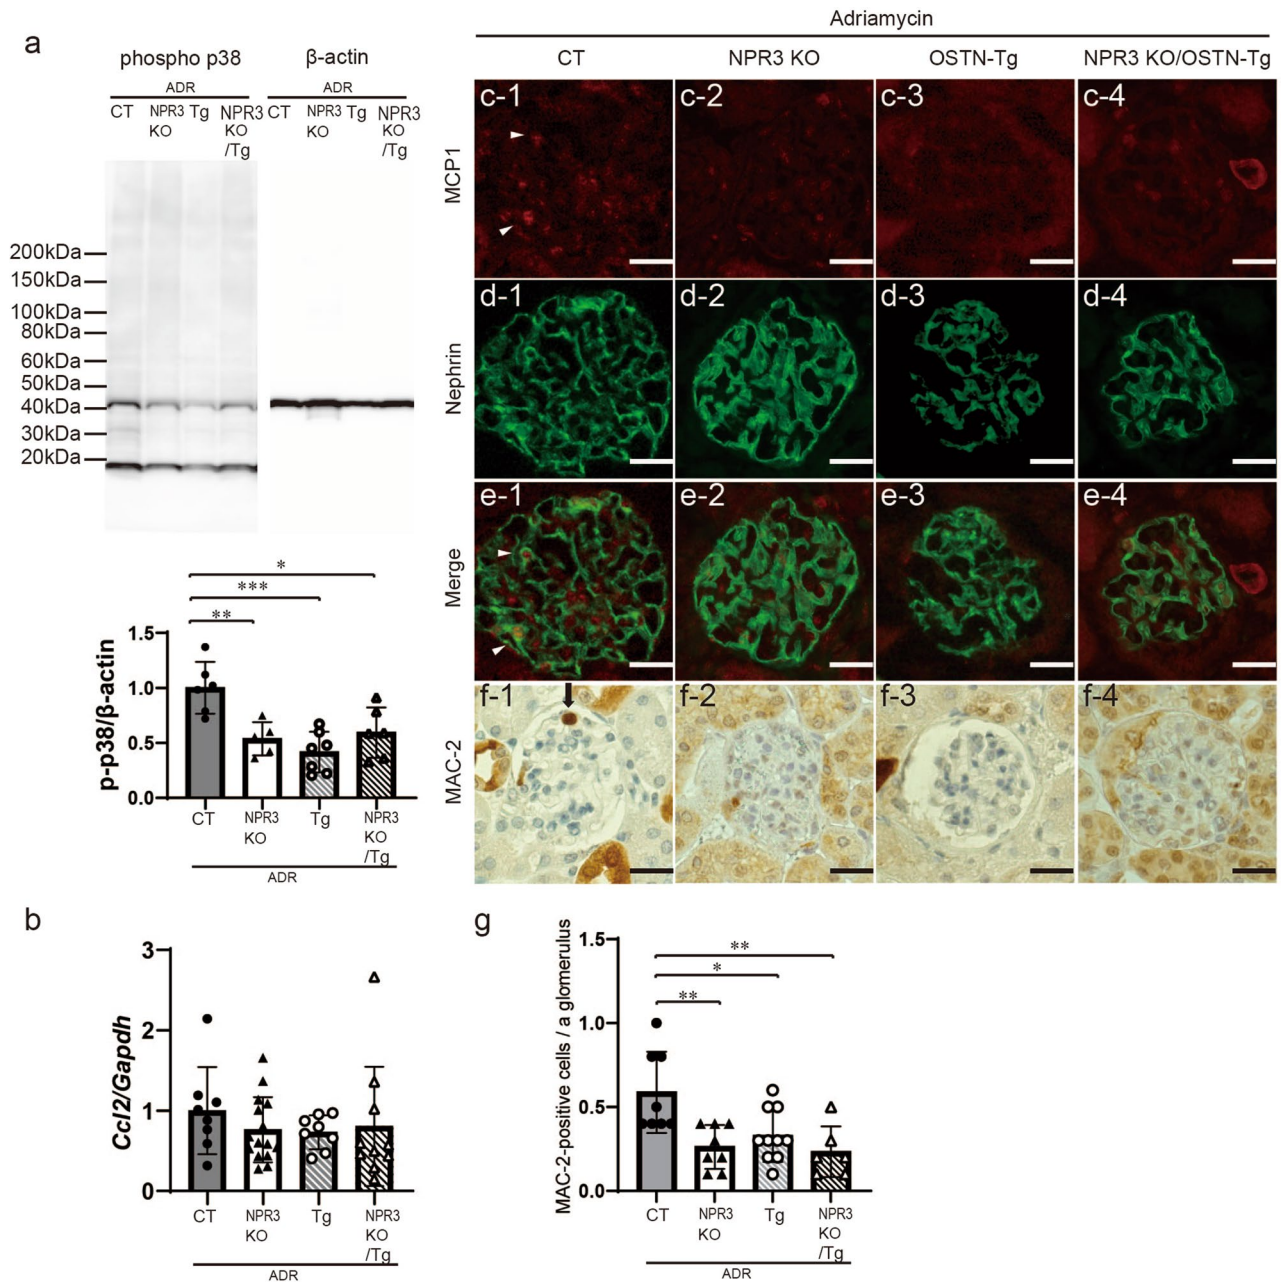 a
phospho p38
β-actin
ADR
ADR
CT
NPR3
KO
Tg
NPR3
KO
/Tg
CT
NPR3
KO
Tg
NPR3
KO
/Tg
200kDa
150kDa
100kDa
80kDa
60kDa
50kDa
40kDa
30kDa
20kDa
*
***
**
p-p38/β-actin
1.5
1.0
0.5
0.0
CT
NPR3
KO
Tg
NPR3
KO
/Tg
ADR
b
Ccl2/Gapdh
3
2
1
0
CT
NPR3
KO
Tg
NPR3
KO
/Tg
ADR
Adriamycin
CT
NPR3 KO
OSTN-Tg
NPR3 KO/OSTN-Tg
MCP1
c-1
c-2
c-3
c-4
Nephrin
d-1
d-2
d-3
d-4
Merge
e-1
e-2
e-3
e-4
MAC-2
f-1
f-2
f-3
f-4
g
MAC-2-positive cells / a glomerulus
1.5
1.0
0.5
0.0
**
*
**
CT
NPR3
KO
Tg
NPR3
KO
/Tg
ADR